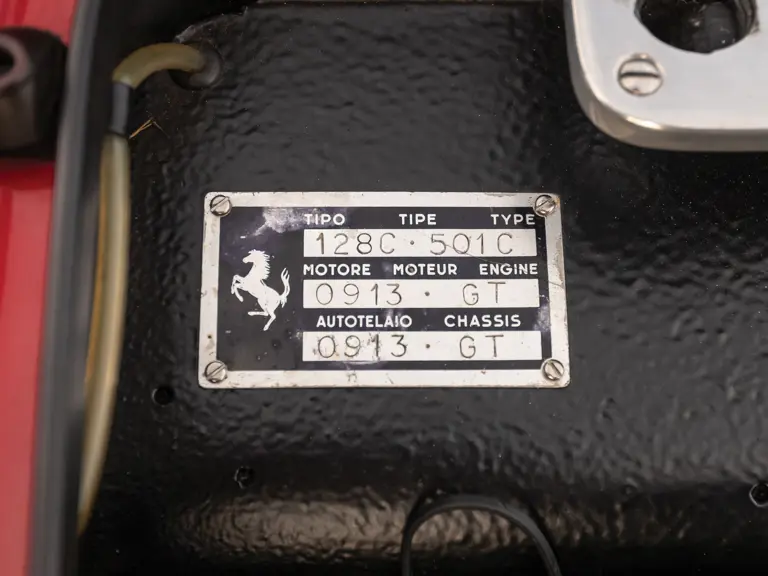 TIPO TIPE TYPE
128C · 501C
MOTORE MOTEUR ENGINE
0913 · GT
AUTOTELAIO CHASSIS
0913 · GT